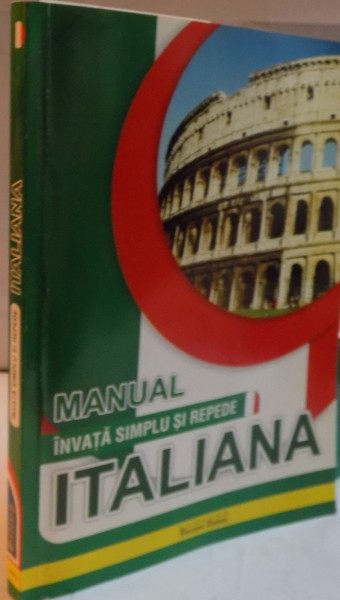 MANUAL
ÎNVAȚĂ SIMPLU ȘI REPEDE
ITALIANA
ITALIANA